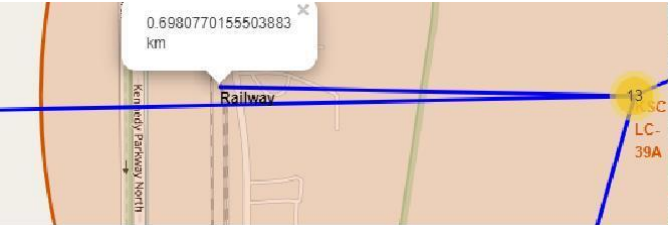 0.6980770155503883
km
×
Railway
Kennedy Parkway North
13
KSC
LC-
39A